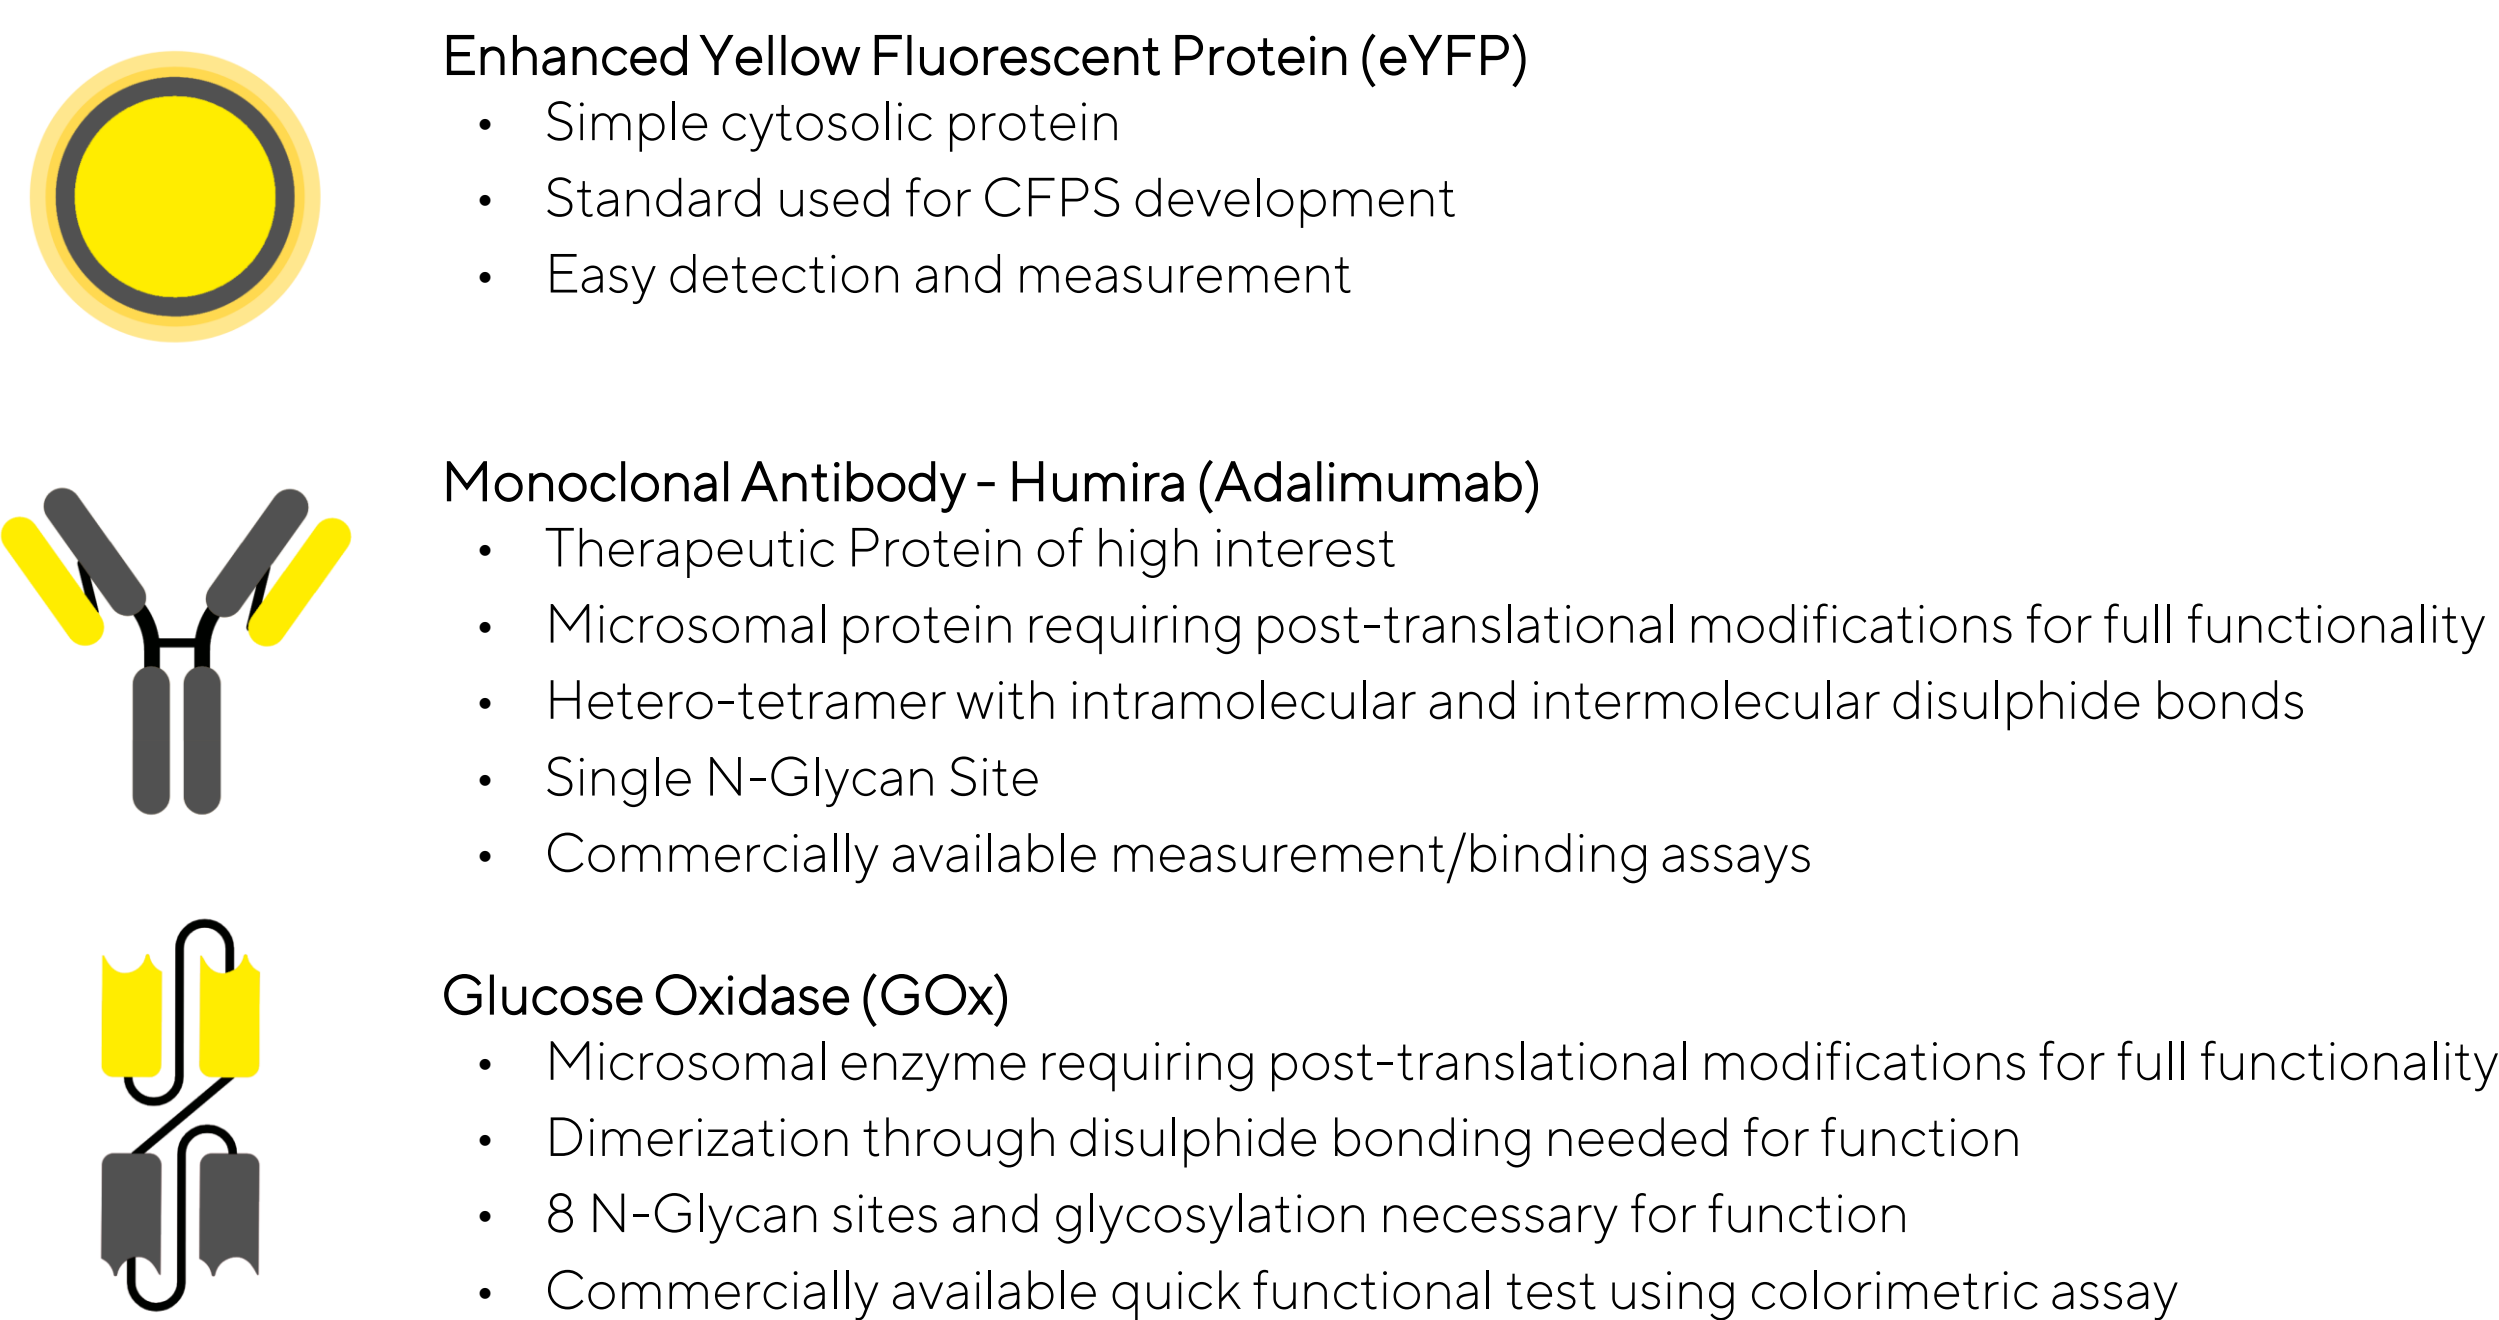 Enhanced Yellow Fluorescent Protein (eYFP)
• Simple cytosolic protein
• Standard used for CFPS development
• Easy detection and measurement
Monoclonal Antibody - Humira (Adalimumab)
• Therapeutic Protein of high interest
• Microsomal protein requiring post-translational modifications for full functionality
• Hetero-tetramer with intramolecular and intermolecular disulphide bonds
• Single N-Glycan Site
• Commercially available measurement/binding assays
Glucose Oxidase (GOx)
• Microsomal enzyme requiring post-translational modifications for full functionality
• Dimerization through disulphide bonding needed for function
• 8 N-Glycan sites and glycosylation necessary for function
• Commercially available quick functional test using colorimetric assay